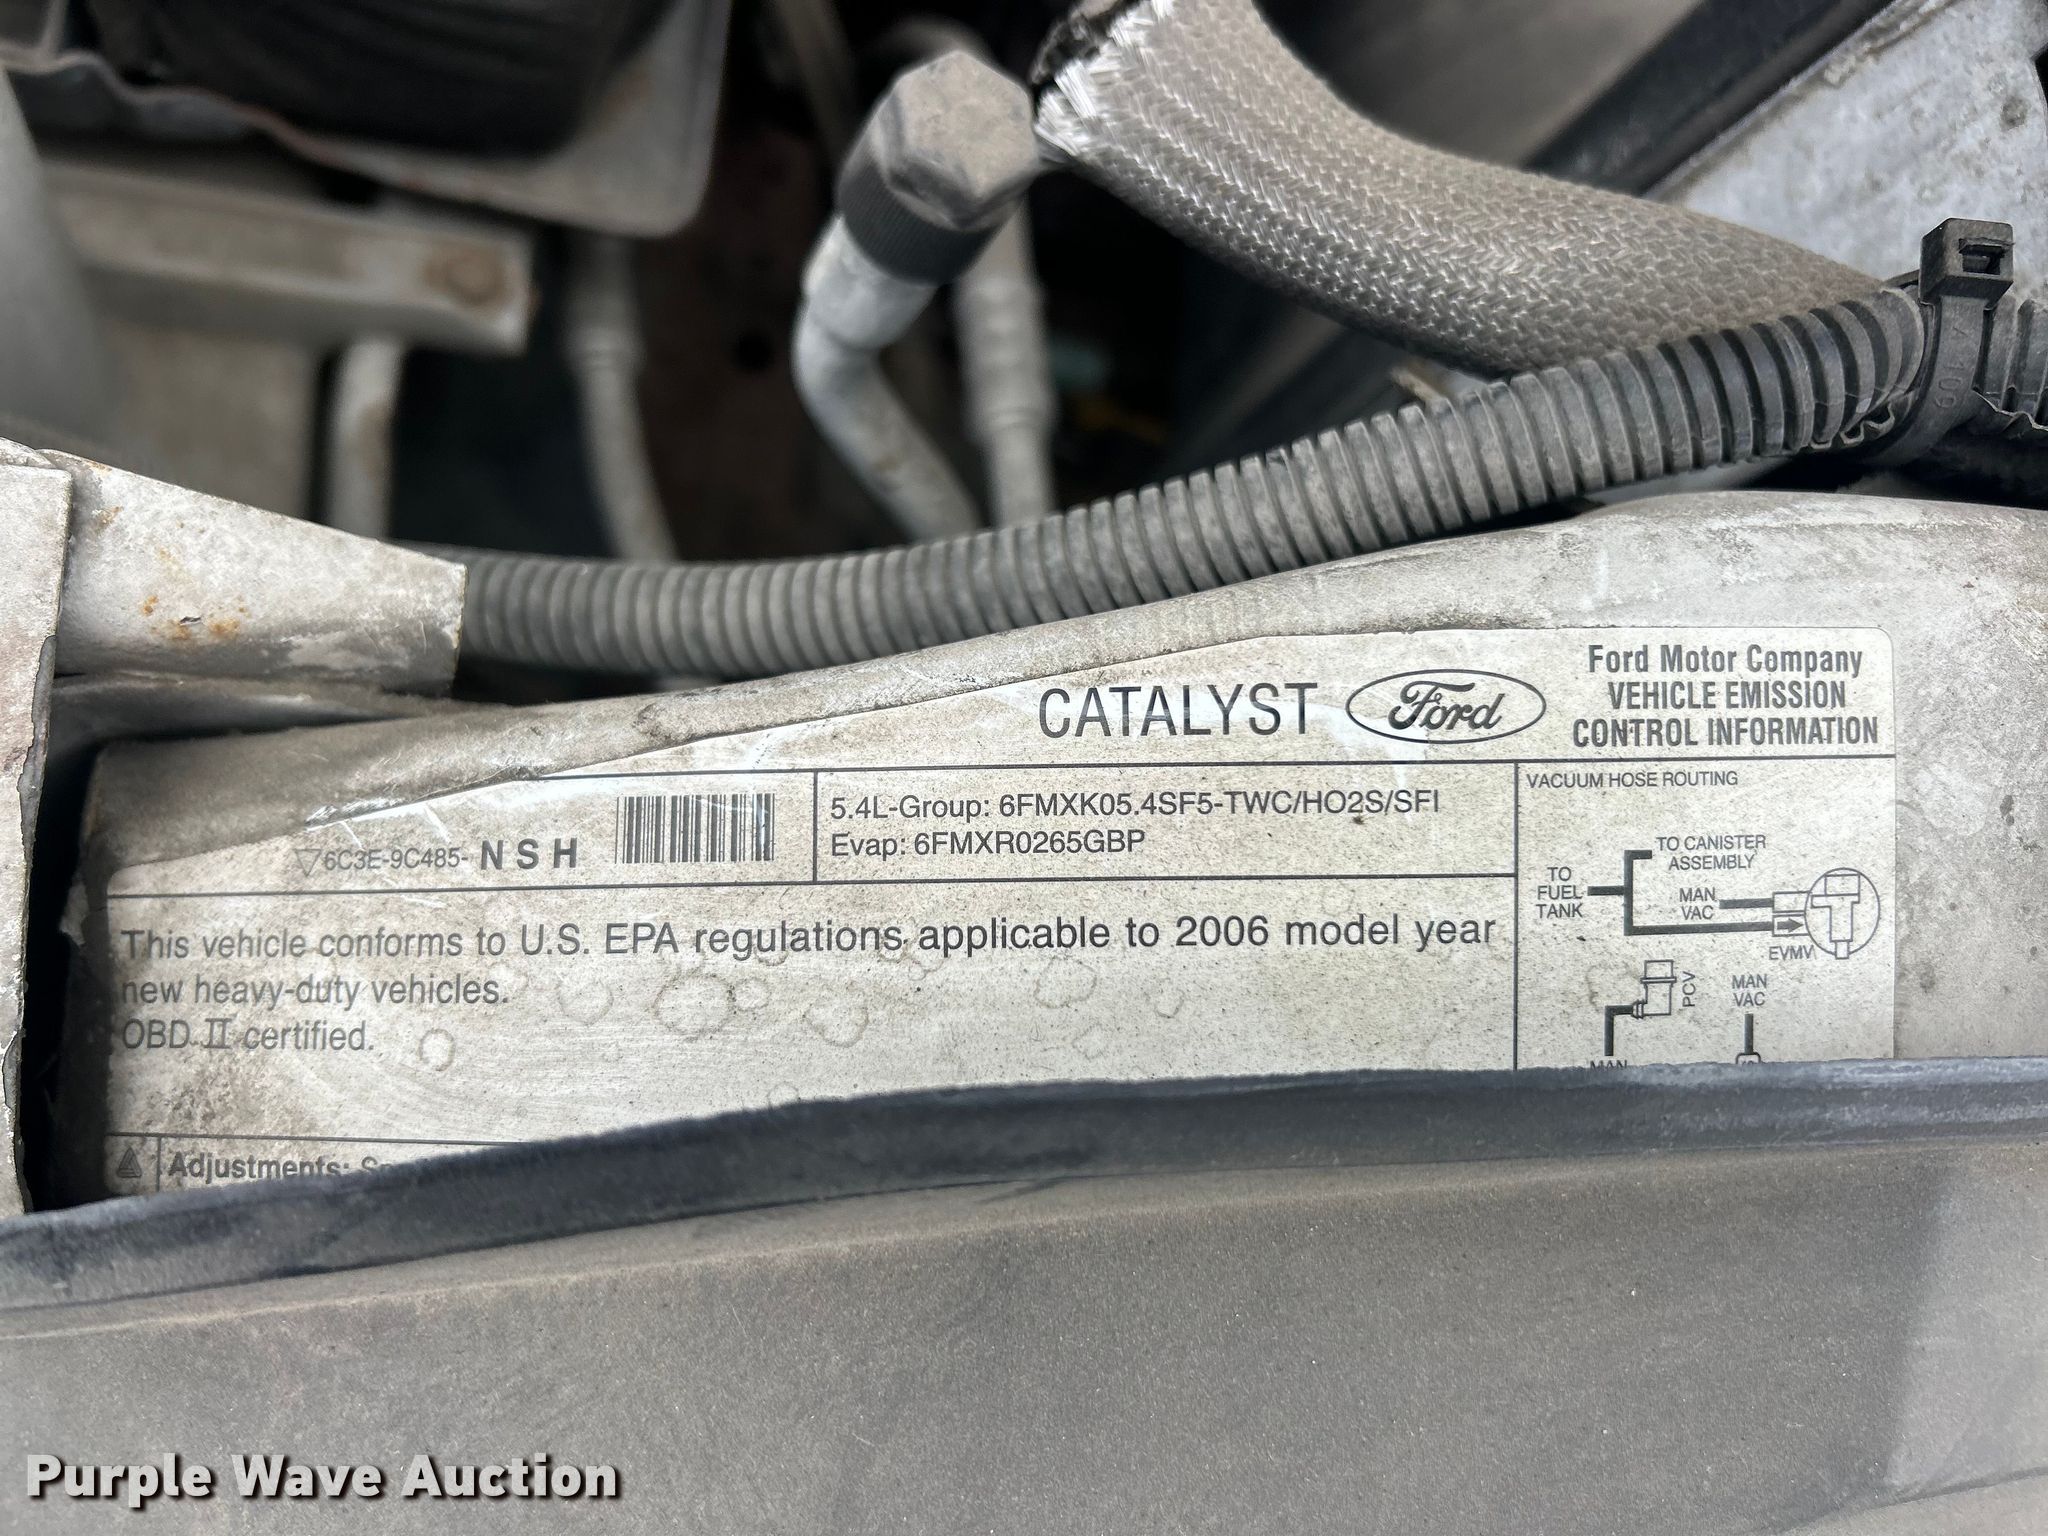 CATALYST
Ford
Ford Motor Company
VEHICLE EMISSION
CONTROL INFORMATION
6C3E-9C485- NSH
5.4L-Group: 6FMXK05.4SF5-TWC/HO2S/SFI
Evap: 6FMXR0265GBP
This vehicle conforms to U.S. EPA regulations applicable to 2006 model year
new heavy-duty vehicles.
OBD II certified.
Adjustments:
VACUUM HOSE ROUTING
TO CANISTER
ASSEMBLY
TO
FUEL
TANK
MAN
VAC
EVMV
PCV
MAN
VAC
MAN
109
Purple Wave Auction